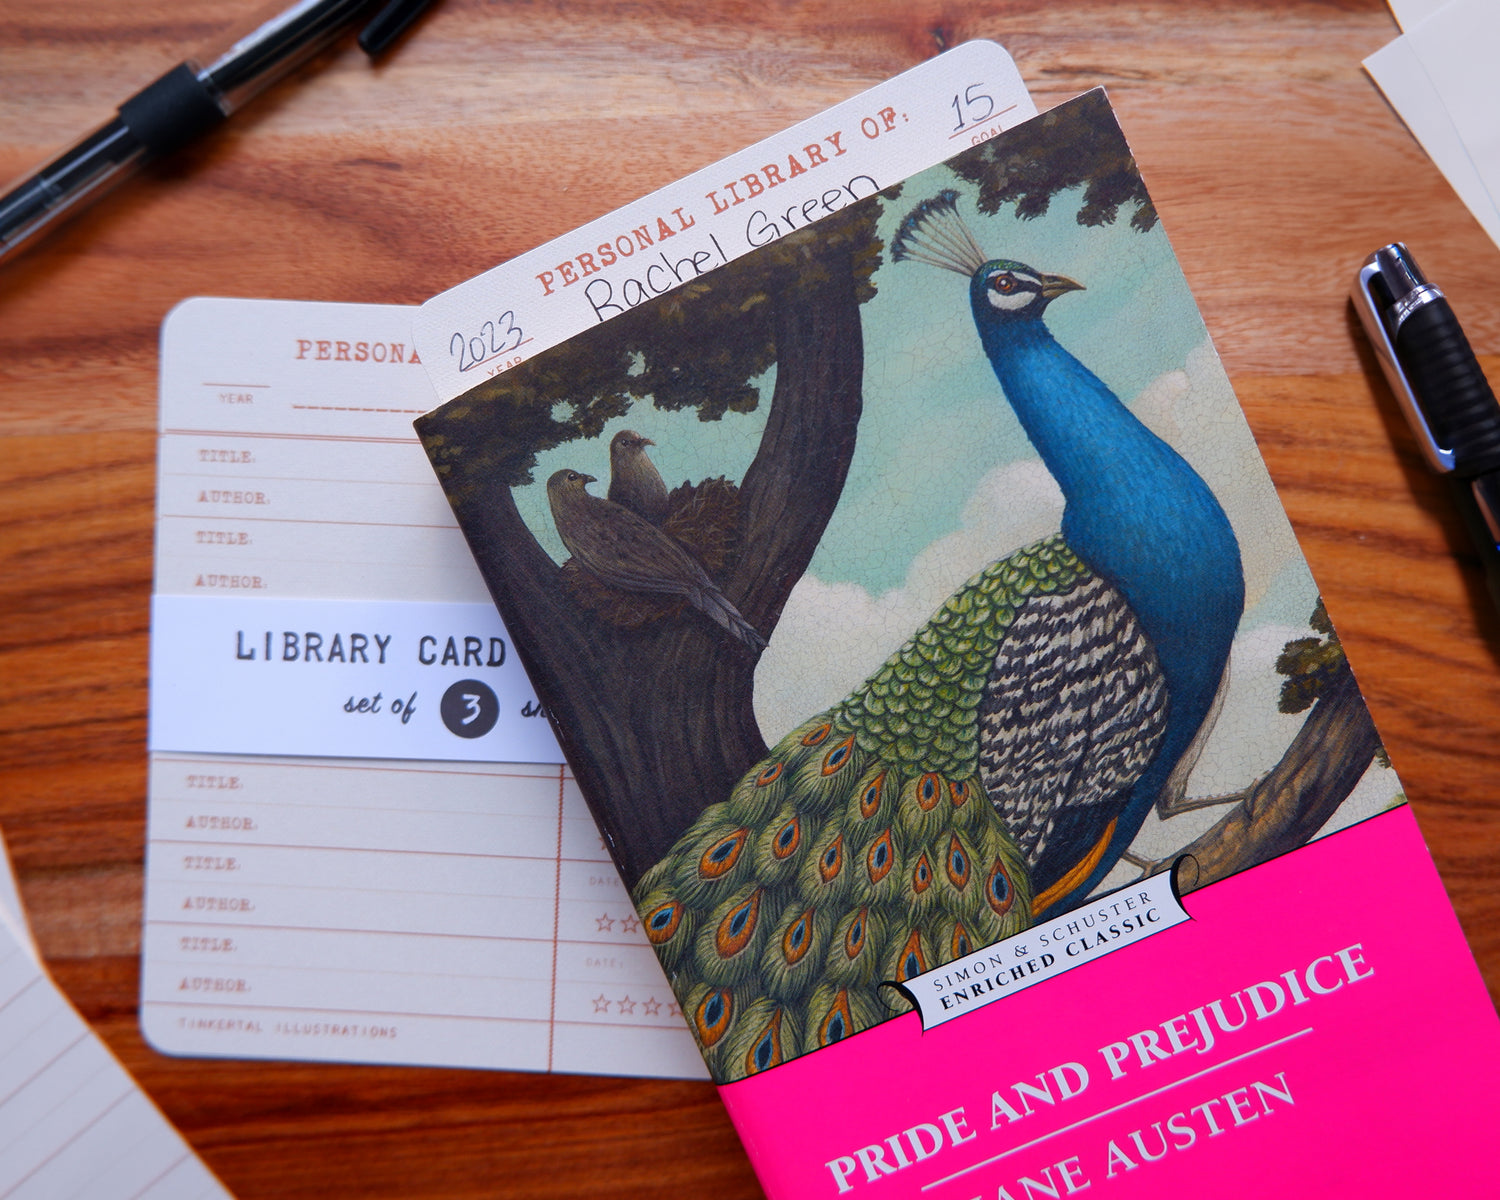 PERSONAL LIBRARY OF:
15
GOAL
Rachel Green
2023
YEAR
PERSONA
YEAR
TITLE:
AUTHOR:
TITLE:
AUTHOR:
LIBRARY CARD
set of 3
TITLE:
AUTHOR:
TITLE:
DATE:
AUTHOR:
TITLE:
DATE:
AUTHOR:
TINKERTAL ILLUSTRATIONS
SIMON & SCHUSTER
ENRICHED CLASSIC
PRIDE AND PREJUDICE
JANE AUSTEN